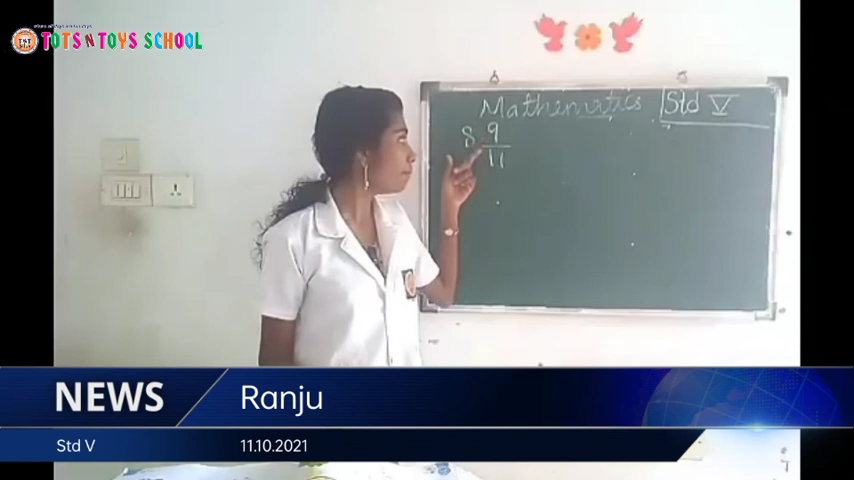 TOTS N TOYS SCHOOL
Mathematics Std V
8 9
11
NEWS Ranju
Std V 11.10.2021